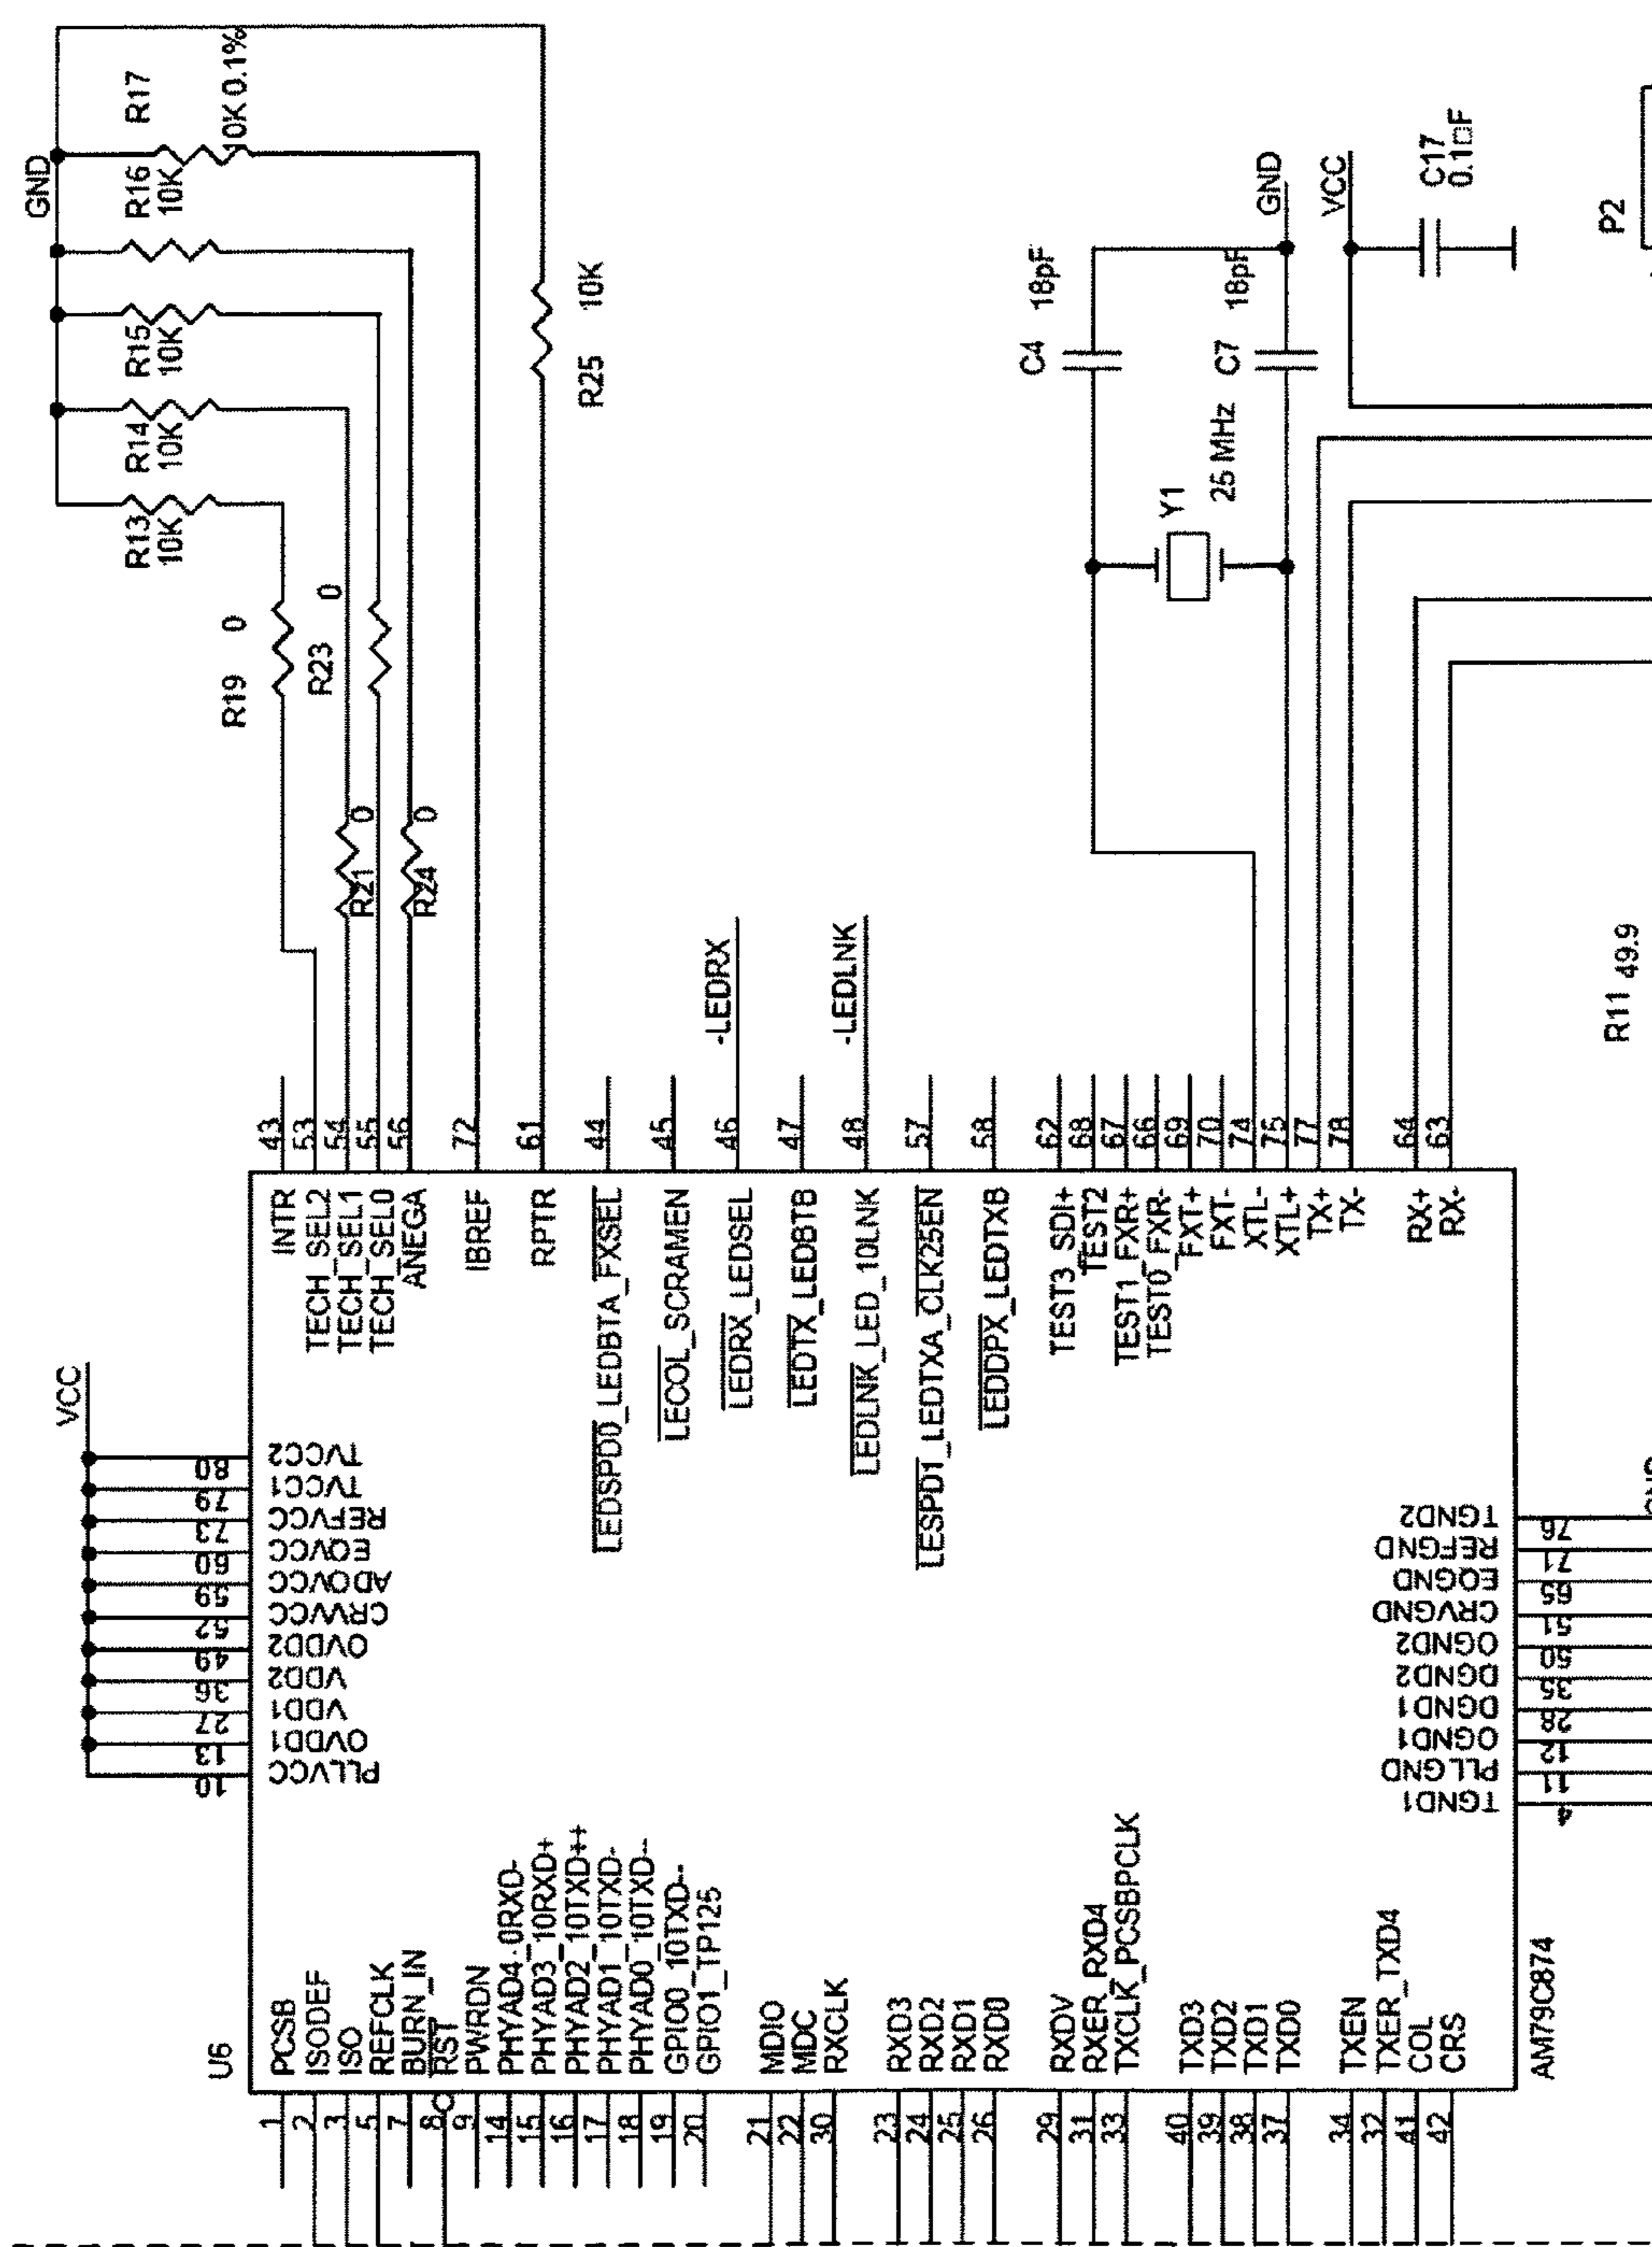 GND
R17
10K 0.1%
R16
10K
R15
10K
R14
10K
R13
10K
R19 0
R23 0
R21 0
R24 0
R25 10K
-LEDRX
-LEDLNK
C4 18pF
C7 18pF
Y1
25 MHz
GND
VCC
C17
P2
R11 49.9
43 INTR
53 TECH_SEL2
54 TECH_SEL1
55 TECH_SEL0
56 ANEGA
72 IBREF
61 RPTR
44 LEDSPD0_LEDBTA_FXSEL
45 LECOL_SCRAMEN
46 LEDRX_LEDSEL
47 LEDTX_LEDBTB
48 LEDLNK_LED_10LNK
57 LESPD1_LEDTXA_CLK25EN
58 LEDDPX_LEDTXB
62 TEST3_SDI+
68 TEST2
67 TEST1_FXR+
66 TEST0_FXR-
69 FXT+
70 FXT-
74 XTL-
75 XTL+
77 TX+
78 TX-
64 RX+
63 RX-
VCC
80 TVCC2
79 TVCC1
73 REFVCC
60 EQVCC
59 ADOVCC
52 CRVVCC
49 OVDD2
36 VDD2
27 VDD1
13 OVDD1
10 PLLVCC
TGND2 76
REFGND 71
EQGND 65
CRVGND 51
OGND2 50
DGND2 35
DGND1 28
OGND1 12
PLLGND 11
TGND1 4
U6
1 PCSB
2 ISODEF
3 ISO
5 REFCLK
7 BURN_IN
8 RST
9 PWRDN
14 PHYAD4
15 PHYAD3_10RXD+
16 PHYAD2_10TXD++
17 PHYAD1_10TXD-
18 PHYAD0_10TXD--
19 GPIO0_10TXD--
20 GPIO1_TP125
21 MDIO
22 MDC
30 RXCLK
23 RXD3
24 RXD2
25 RXD1
26 RXD0
29 RXDV
31 RXER_RXD4
33 TXCLK_PCSBPCLK
40 TXD3
39 TXD2
38 TXD1
37 TXD0
34 TXEN
32 TXER_TXD4
41 COL
42 CRS
AM79C874